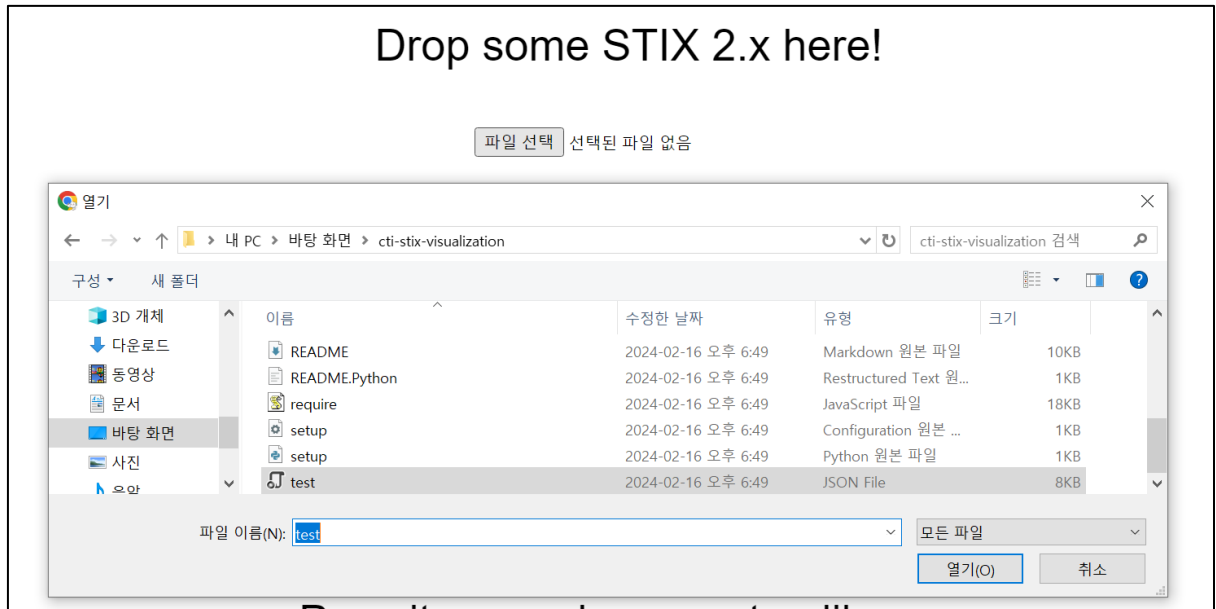 Drop some STIX 2.x here!
파일 선택 선택된 파일 없음
열기
내 PC > 바탕 화면 > cti-stix-visualization
cti-stix-visualization 검색
구성 새 폴더
이름 수정한 날짜 유형 크기
3D 개체
다운로드
동영상
문서
바탕 화면
사진
README 2024-02-16 오후 6:49 Markdown 원본 파일 10KB
README.Python 2024-02-16 오후 6:49 Restructured Text 원... 1KB
require 2024-02-16 오후 6:49 JavaScript 파일 18KB
setup 2024-02-16 오후 6:49 Configuration 원본 ... 1KB
setup 2024-02-16 오후 6:49 Python 원본 파일 1KB
test 2024-02-16 오후 6:49 JSON File 8KB
파일 이름(N): test 모든 파일
열기(O) 취소